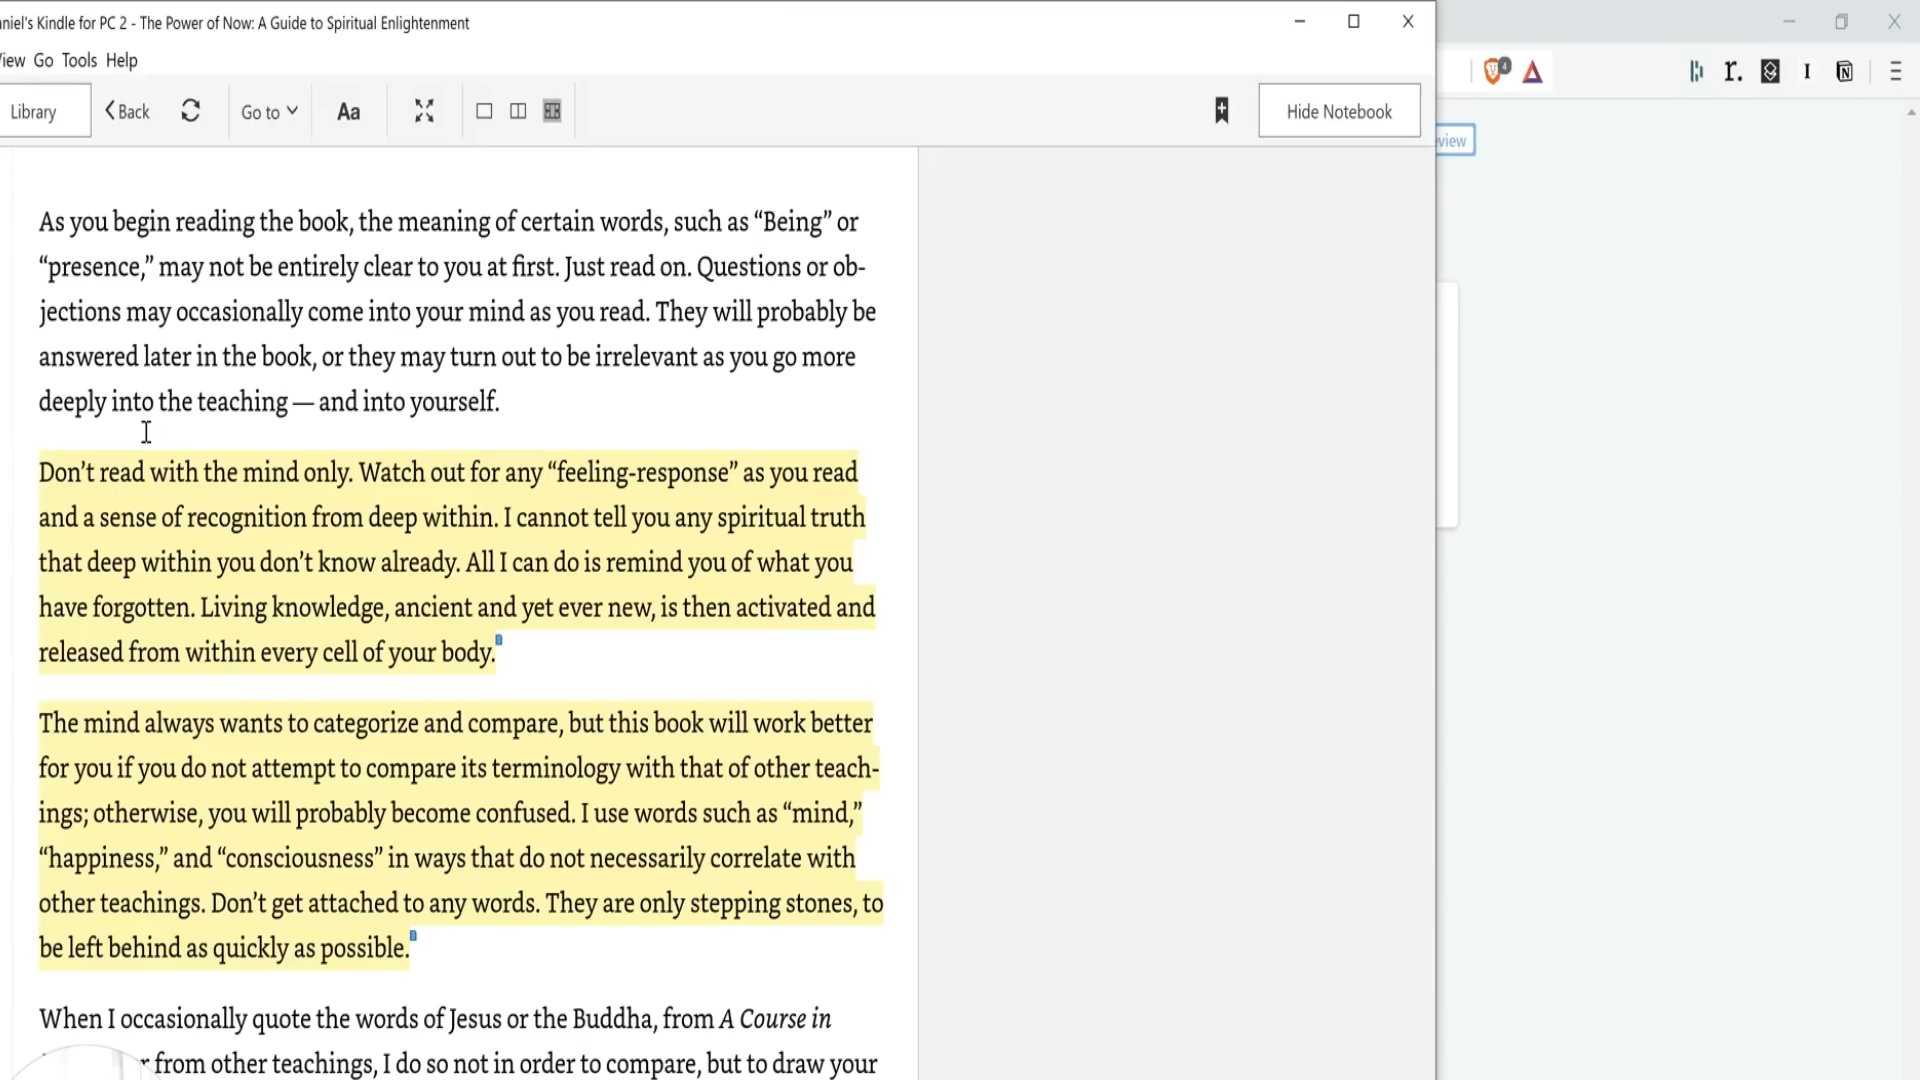 niel's Kindle for PC 2 - The Power of Now: A Guide to Spiritual Enlightenment
View Go Tools Help
Library
Back
Go to
Aa
Hide Notebook
4
r.
I
N
view
As you begin reading the book, the meaning of certain words, such as “Being” or
“presence,” may not be entirely clear to you at first. Just read on. Questions or ob-
jections may occasionally come into your mind as you read. They will probably be
answered later in the book, or they may turn out to be irrelevant as you go more
deeply into the teaching — and into yourself.
Don’t read with the mind only. Watch out for any “feeling-response” as you read
and a sense of recognition from deep within. I cannot tell you any spiritual truth
that deep within you don’t know already. All I can do is remind you of what you
have forgotten. Living knowledge, ancient and yet ever new, is then activated and
released from within every cell of your body.
The mind always wants to categorize and compare, but this book will work better
for you if you do not attempt to compare its terminology with that of other teach-
ings; otherwise, you will probably become confused. I use words such as “mind,”
“happiness,” and “consciousness” in ways that do not necessarily correlate with
other teachings. Don’t get attached to any words. They are only stepping stones, to
be left behind as quickly as possible.
When I occasionally quote the words of Jesus or the Buddha, from A Course in
r from other teachings, I do so not in order to compare, but to draw your